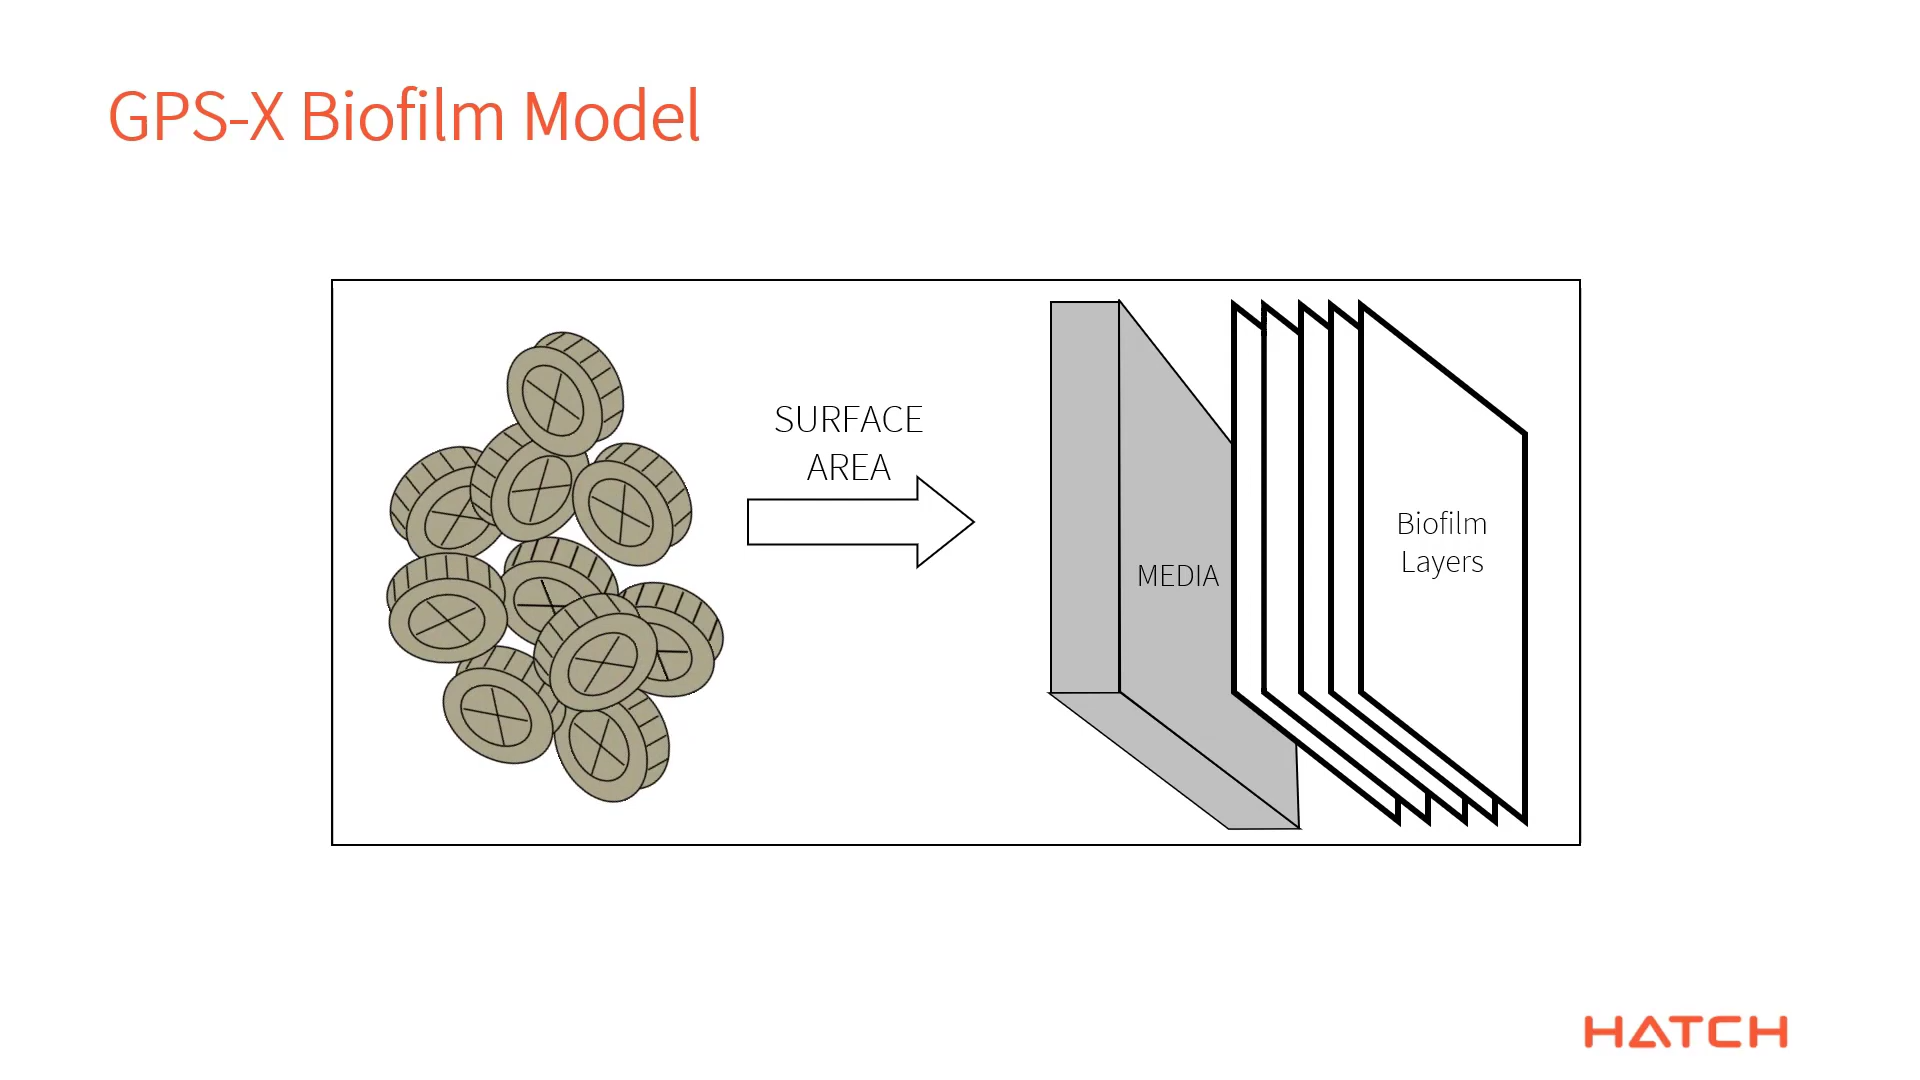 GPS-X Biofilm Model
SURFACE
AREA
MEDIA
Biofilm
Layers
HATCH